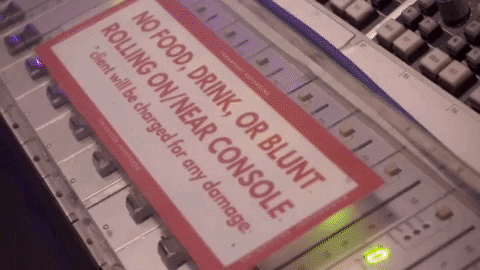 NO FOOD, DRINK, OR BLUNT
ROLLING ON/NEAR CONSOLE
*client will be charged for any damage.